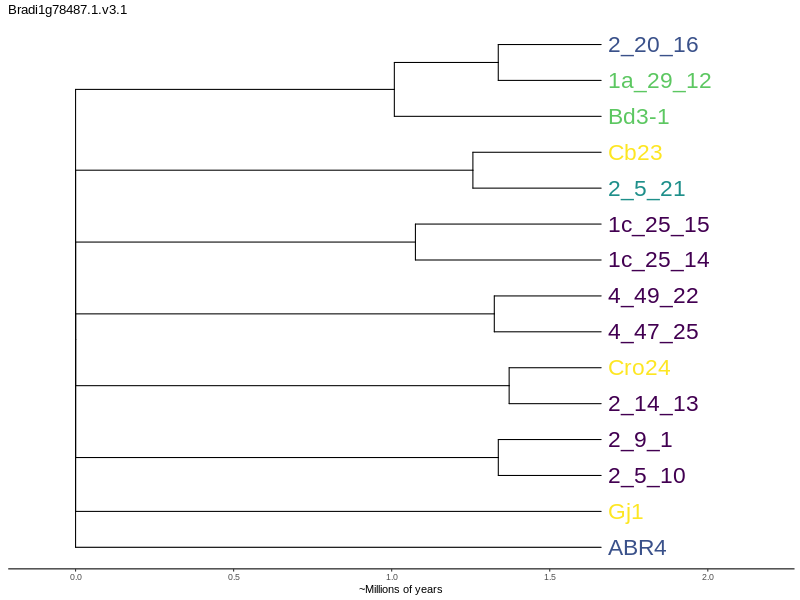 Bradi1g78487.1.v3.1
2_20_16
1a_29_12
Bd3-1
Cb23
2_5_21
1c_25_15
1c_25_14
4_49_22
4_47_25
Cro24
2_14_13
2_9_1
2_5_10
Gj1
ABR4
0.0 0.5 1.0 1.5 2.0
~Millions of years